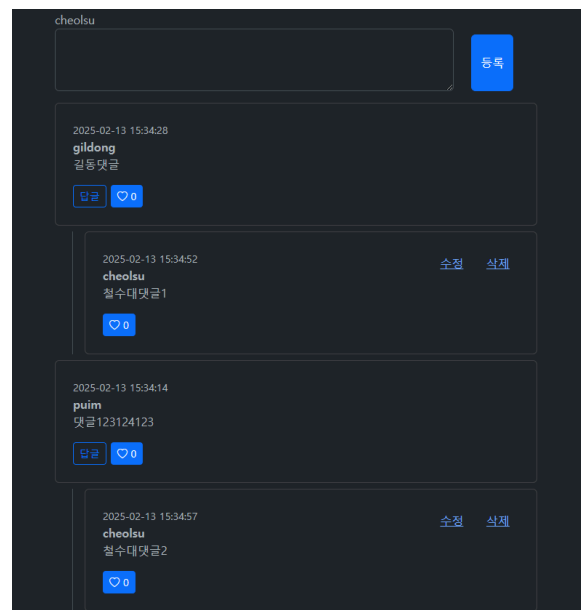 cheolsu
등록
2025-02-13 15:34:28
gildong
길동댓글
답글 0
2025-02-13 15:34:52 수정 삭제
cheolsu
철수대댓글1
0
2025-02-13 15:34:14
puim
댓글123124123
답글 0
2025-02-13 15:34:57 수정 삭제
cheolsu
철수대댓글2
0